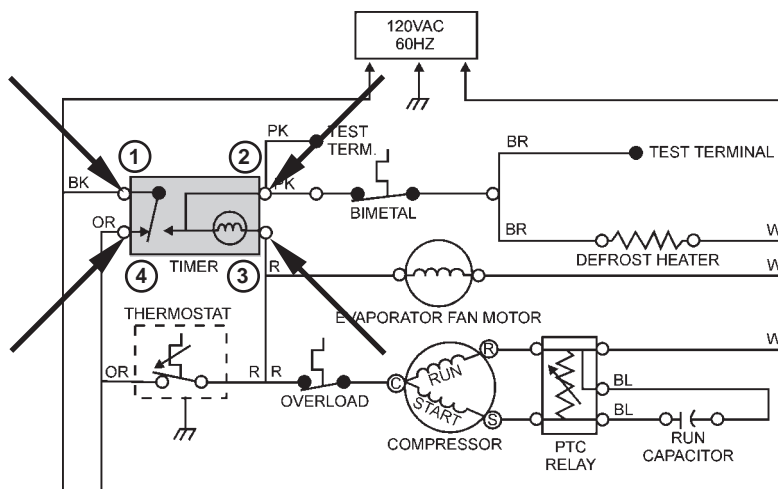 120VAC
60HZ
PK
TEST
TERM.
1
2
BR
TEST TERMINAL
BK
PK
BIMETAL
OR
BR
W
DEFROST HEATER
4
TIMER
3
R
W
THERMOSTAT
EVAPORATOR FAN MOTOR
OR
R
R
OVERLOAD
C
RUN
START
R
S
COMPRESSOR
W
BL
BL
PTC
RELAY
RUN
CAPACITOR